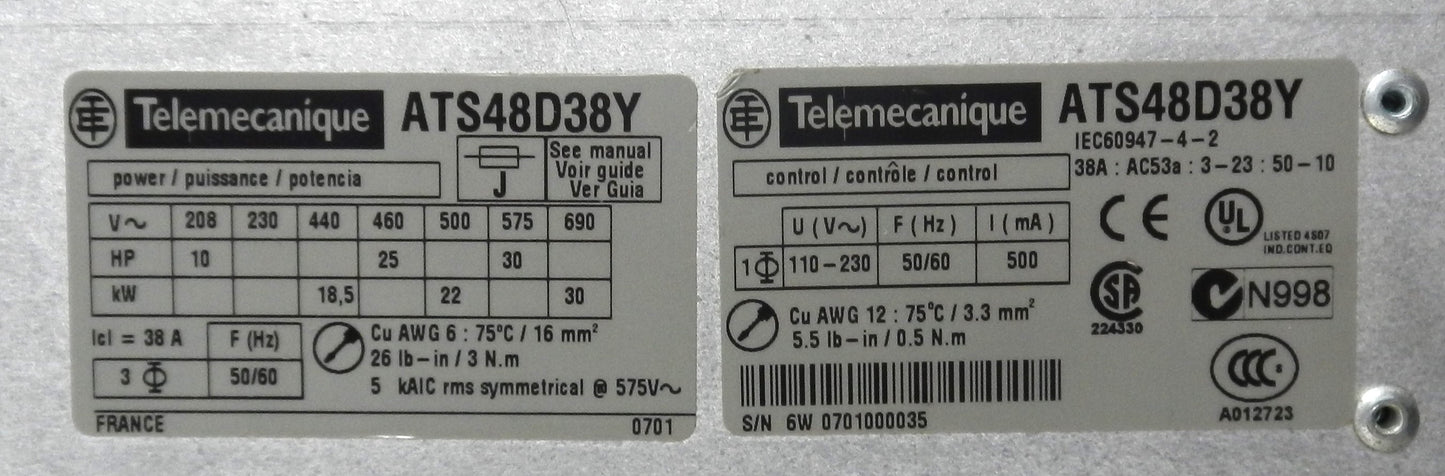 Telemecanique ATS48D38Y
power / puissance / potencia
J
See manual
Voir guide
Ver Guia
V~ 208 230 440 460 500 575 690
HP 10 25 30
kW 18,5 22 30
Icl = 38 A F (Hz)
3 Φ 50/60
Cu AWG 6 : 75°C / 16 mm²
26 lb-in / 3 N.m
5 kAIC rms symmetrical @ 575V~
FRANCE 0701
Telemecanique ATS48D38Y
IEC60947-4-2
38A : AC53a : 3-23 : 50-10
control / contrôle / control
U (V~) F (Hz) I (mA)
1 Φ 110-230 50/60 500
CE
UL
LISTED 4S07
IND.CONT.EQ
Cu AWG 12 : 75°C / 3.3 mm²
5.5 lb-in / 0.5 N.m
SA
224330
N998
CCC
S
A012723
S/N 6W 0701000035